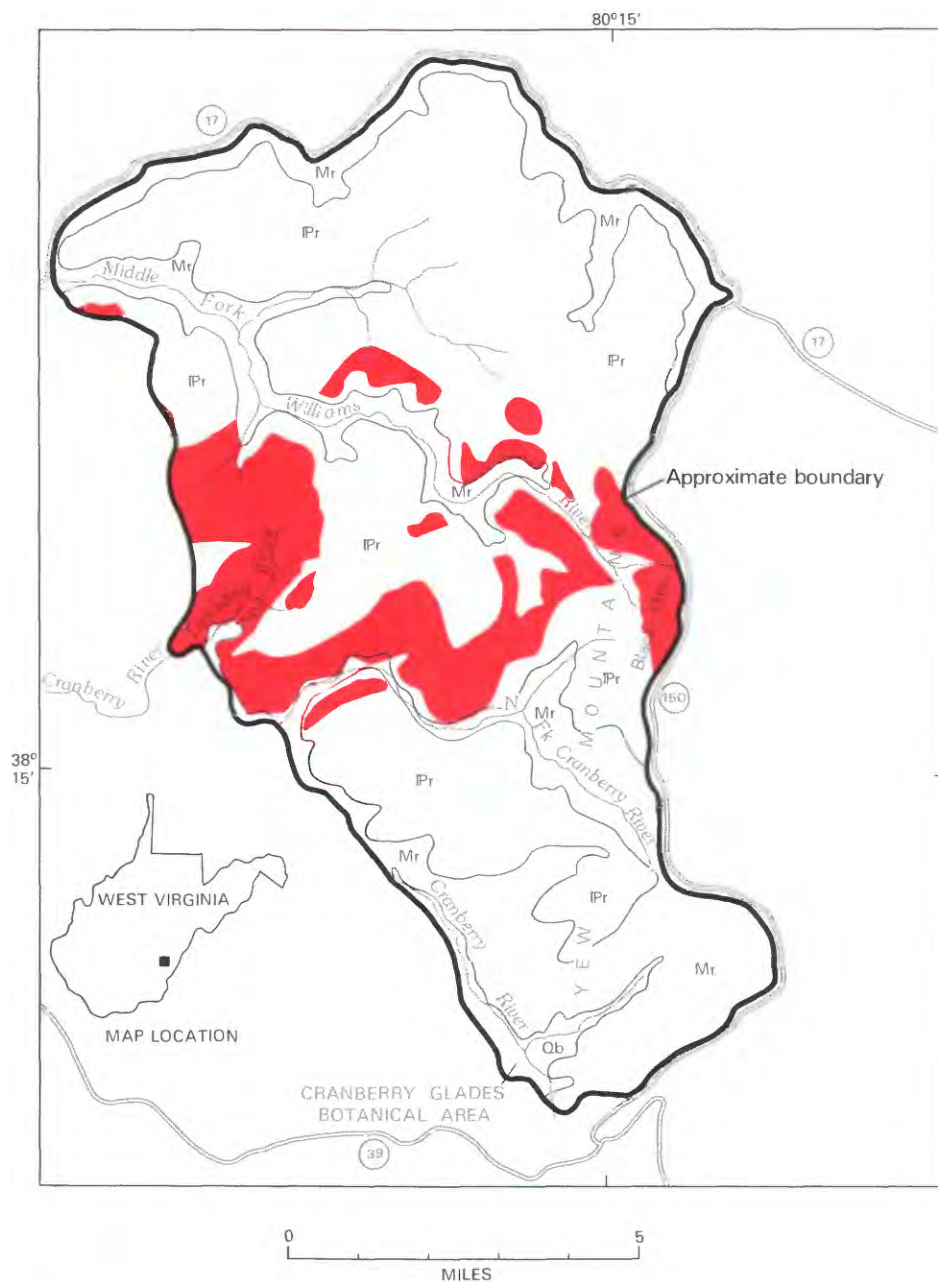 80°15'
17
Mr
Mr
ℙr
Mr
Middle
Fork
17
ℙr
ℙr
Williams
Mr
River
Approximate boundary
ℙr
Cranberry River
ℙr
150
N
Mr
Fk Cranberry River
MOUNTA
38°
15'
ℙr
Mr
Cranberry
River
ℙr
YEW
Mr
Qb
WEST VIRGINIA
MAP LOCATION
CRANBERRY GLADES
BOTANICAL AREA
39
0 5
MILES